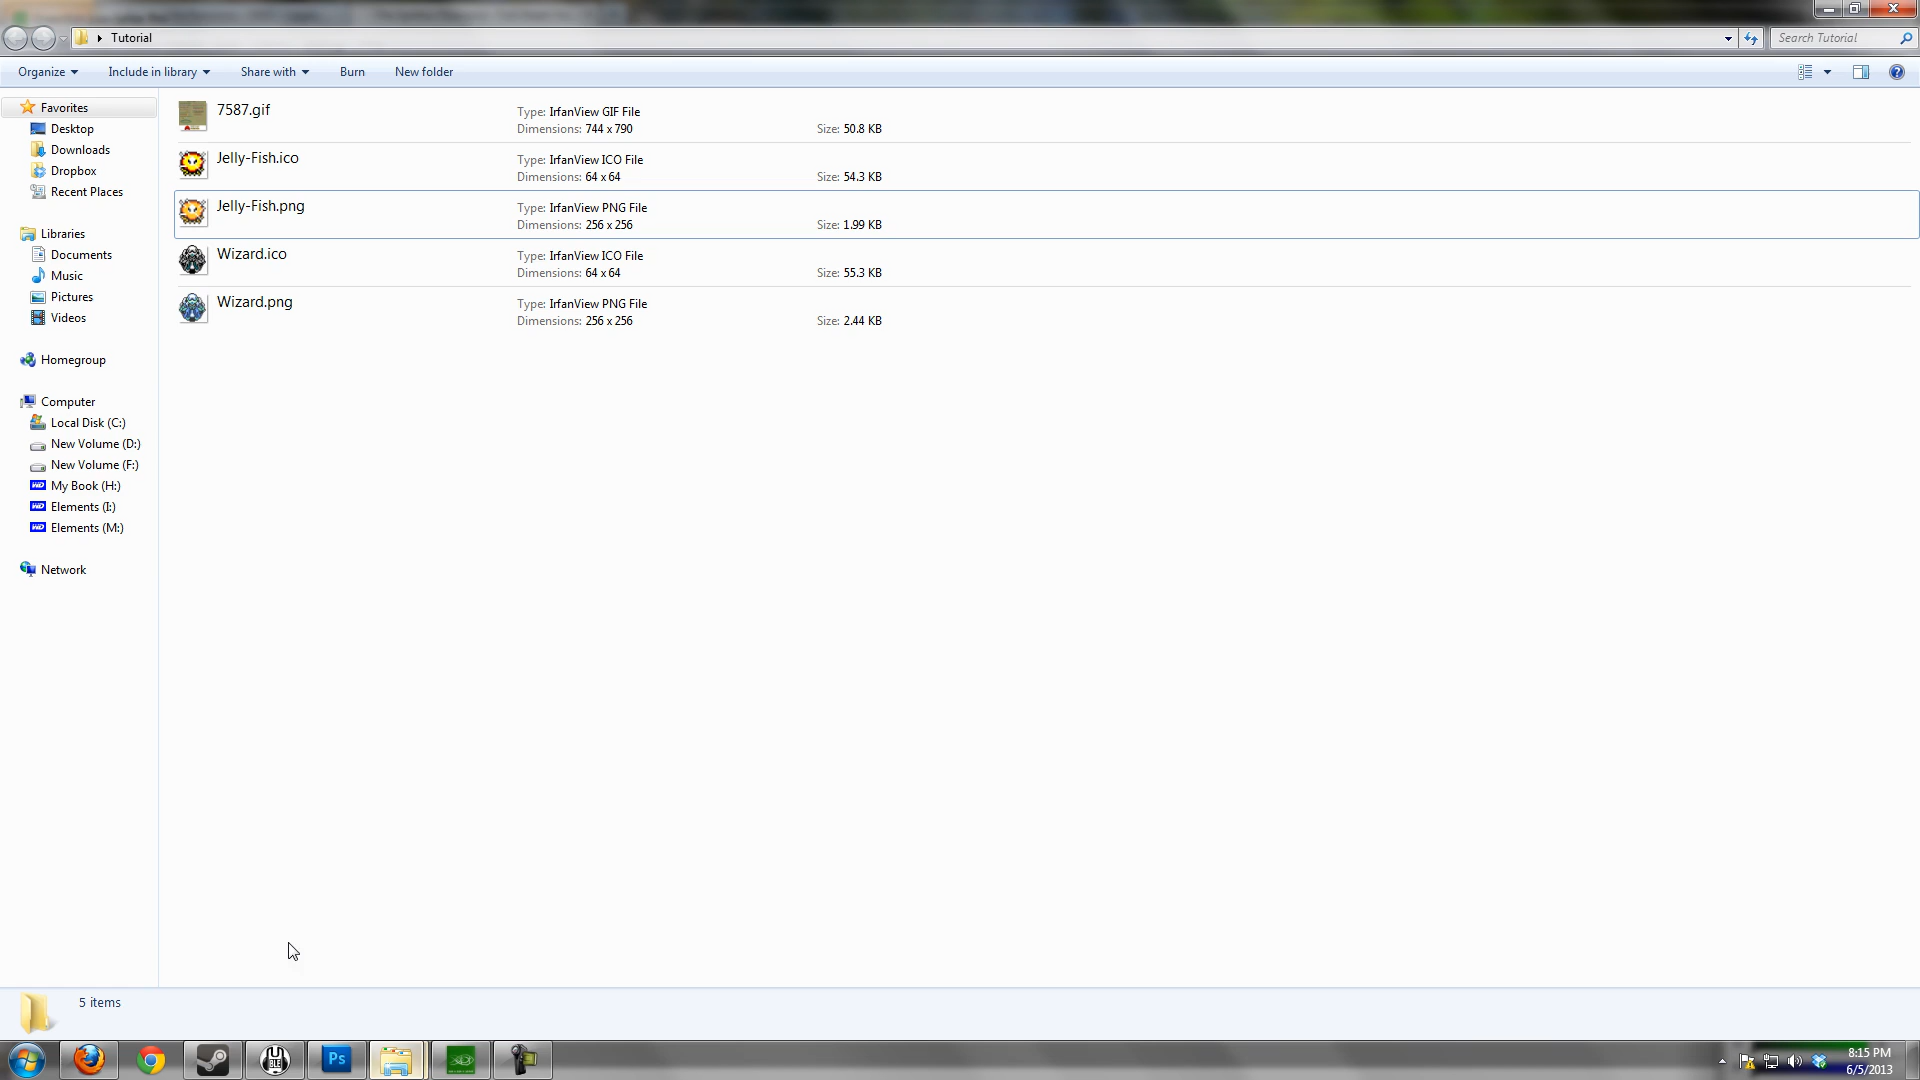 Tutorial
Search Tutorial
Organize Include in library Share with Burn New folder
Favorites
Desktop
Downloads
Dropbox
Recent Places
Libraries
Documents
Music
Pictures
Videos
Homegroup
Computer
Local Disk (C:)
New Volume (D:)
New Volume (F:)
My Book (H:)
Elements (I:)
Elements (M:)
Network
7587.gif Type: IrfanView GIF File
Dimensions: 744 x 790 Size: 50.8 KB
Jelly-Fish.ico Type: IrfanView ICO File
Dimensions: 64 x 64 Size: 54.3 KB
Jelly-Fish.png Type: IrfanView PNG File
Dimensions: 256 x 256 Size: 1.99 KB
Wizard.ico Type: IrfanView ICO File
Dimensions: 64 x 64 Size: 55.3 KB
Wizard.png Type: IrfanView PNG File
Dimensions: 256 x 256 Size: 2.44 KB
5 items
Ps
8:15 PM
6/5/2013